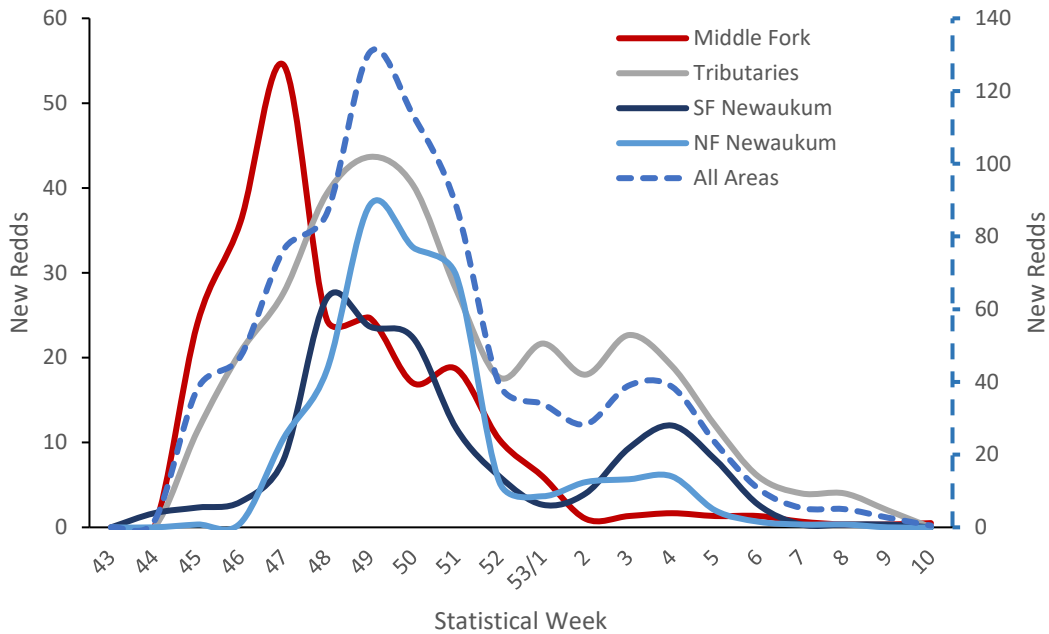 60
50
40
30
20
10
0
New Redds
140
120
100
80
60
40
20
0
New Redds
Middle Fork
Tributaries
SF Newaukum
NF Newaukum
All Areas
43 44 45 46 47 48 49 50 51 52 53/1 2 3 4 5 6 7 8 9 10
Statistical Week